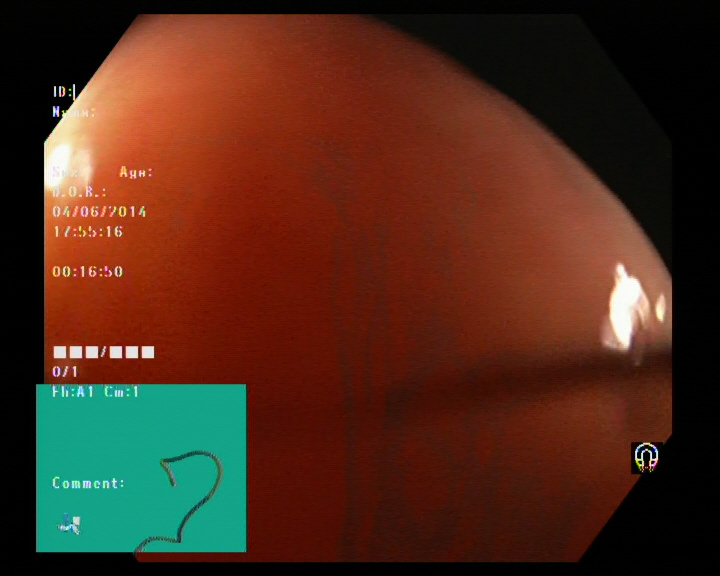 ID:
Name:
Sex: Age:
D.O.B.:
04/06/2014
17:55:16
00:16:50
■■■/■■■
0/1
Eh:A1 Cm:1
Comment: